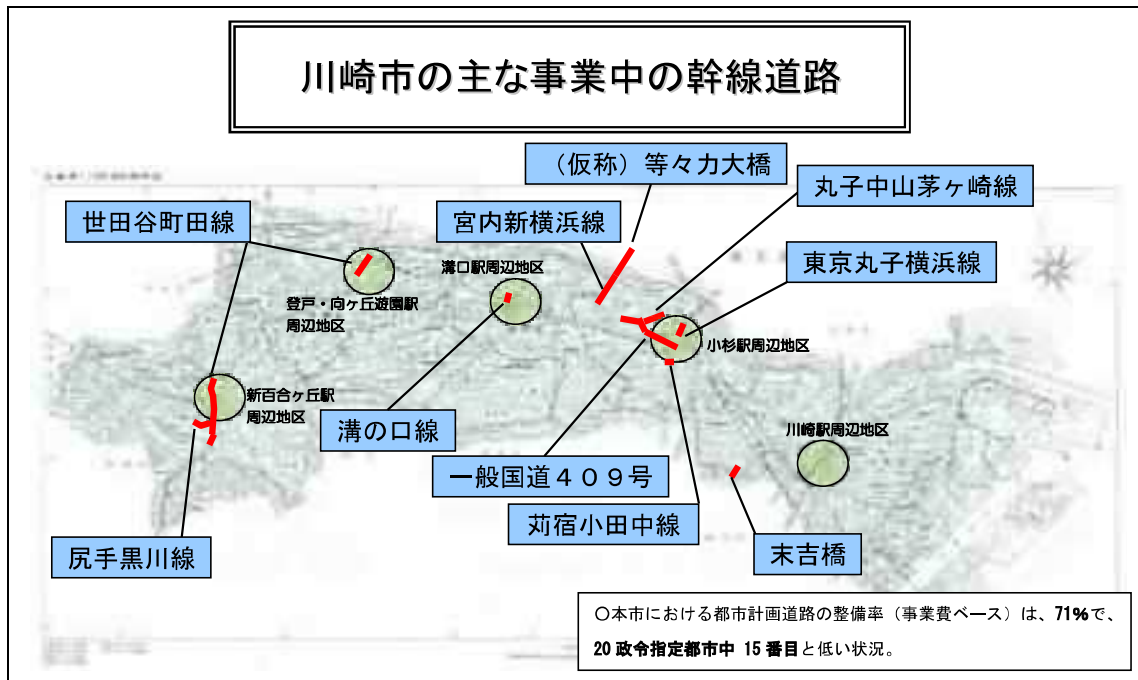 川崎市の主な事業中の幹線道路
（仮称）等々力大橋
丸子中山茅ヶ崎線
世田谷町田線
宮内新横浜線
東京丸子横浜線
溝口駅周辺地区
登戸・向ヶ丘遊園駅
周辺地区
小杉駅周辺地区
新百合ヶ丘駅
周辺地区
溝の口線
川崎駅周辺地区
一般国道４０９号
苅宿小田中線
尻手黒川線
末吉橋
○本市における都市計画道路の整備率（事業費ベース）は、71％で、
20 政令指定都市中 15 番目と低い状況。